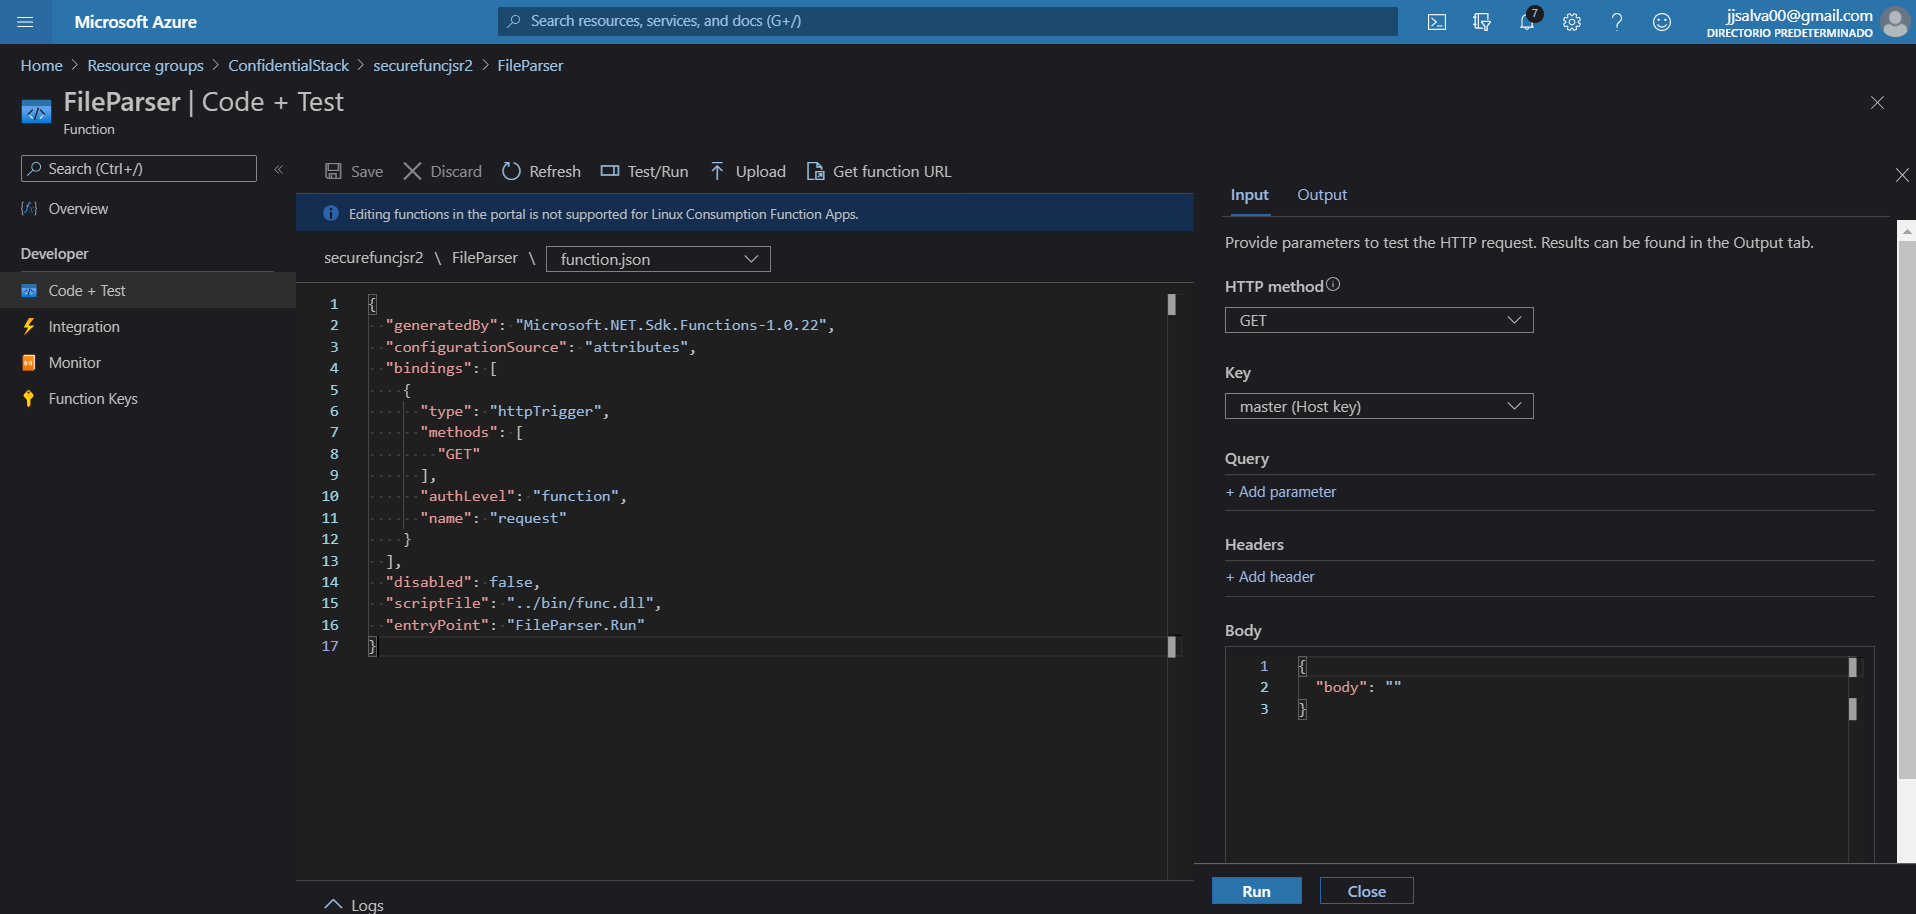 Microsoft Azure
Search resources, services, and docs (G+/)
7
jjsalva00@gmail.com
DIRECTORIO PREDETERMINADO
Home > Resource groups > ConfidentialStack > securefuncjsr2 > FileParser
FileParser | Code + Test
Function
Search (Ctrl+/)
«
Overview
Developer
Code + Test
Integration
Monitor
Function Keys
Save Discard Refresh Test/Run Upload Get function URL
Editing functions in the portal is not supported for Linux Consumption Function Apps.
securefuncjsr2 \ FileParser \ function.json
1 {
2 "generatedBy": "Microsoft.NET.Sdk.Functions-1.0.22",
3 "configurationSource": "attributes",
4 "bindings": [
5 {
6 "type": "httpTrigger",
7 "methods": [
8 "GET"
9 ],
10 "authLevel": "function",
11 "name": "request"
12 }
13 ],
14 "disabled": false,
15 "scriptFile": "../bin/func.dll",
16 "entryPoint": "FileParser.Run"
17 }
Logs
Input Output
Provide parameters to test the HTTP request. Results can be found in the Output tab.
HTTP method
GET
Key
master (Host key)
Query
+ Add parameter
Headers
+ Add header
Body
1 {
2 "body": ""
3 }
Run Close